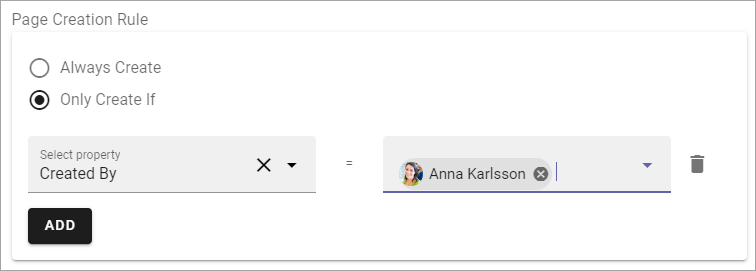 Page Creation Rule
Always Create
Only Create If
Select property
Created By
=
Anna Karlsson
ADD